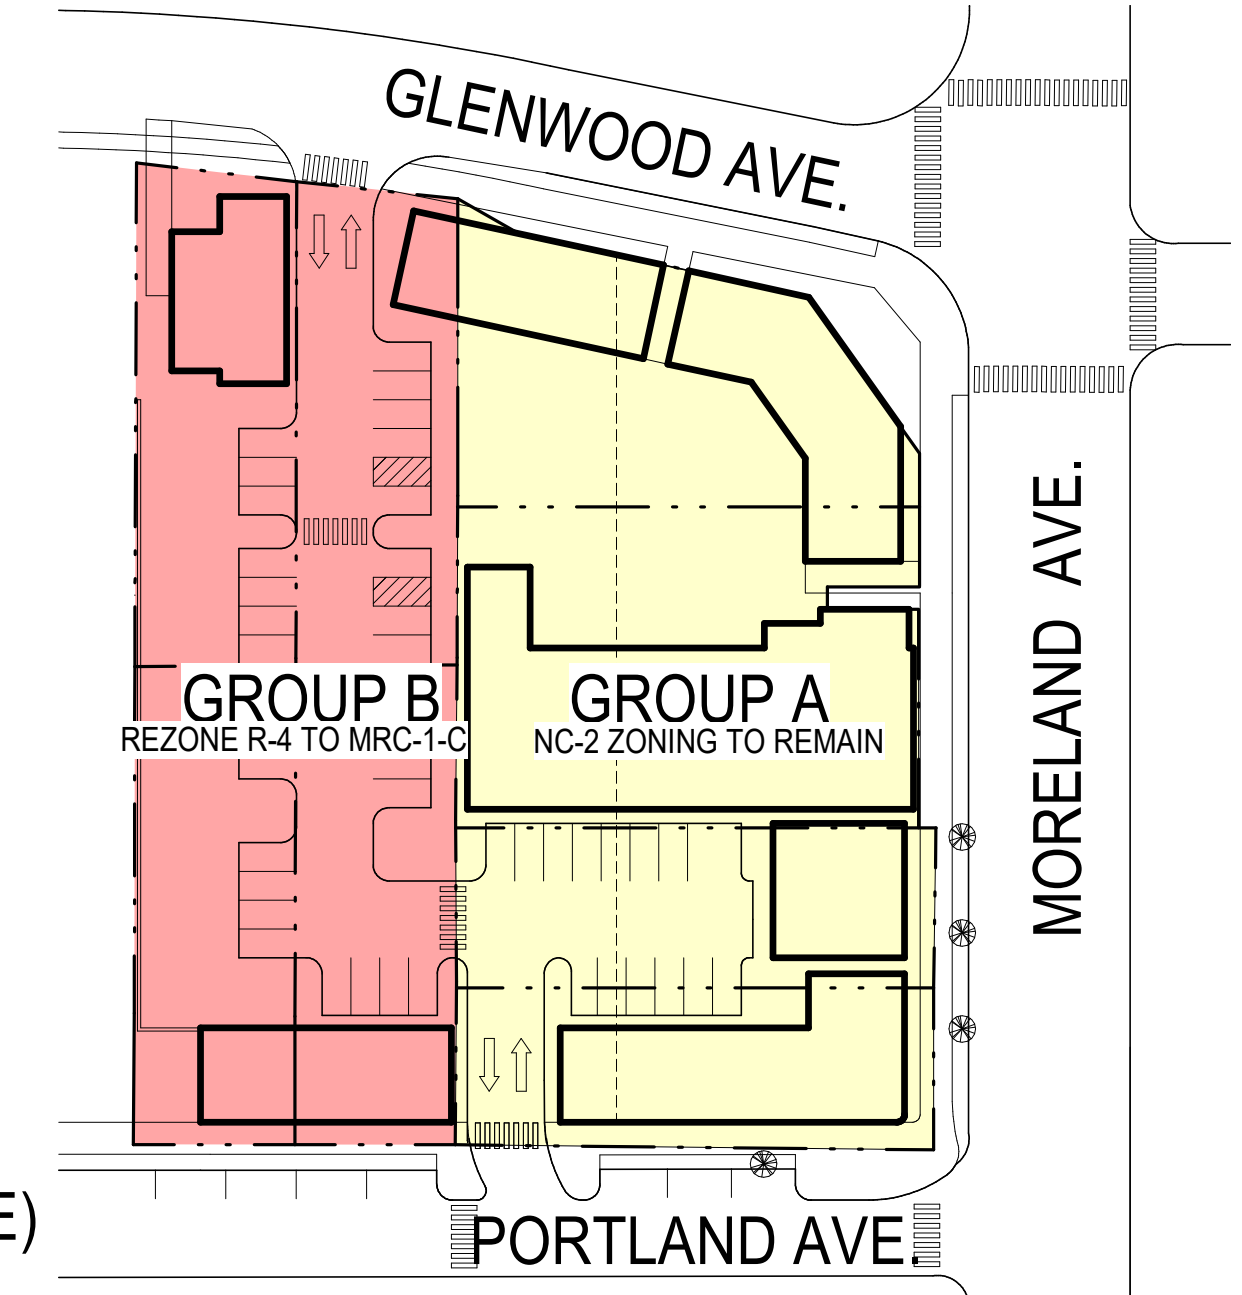 GLENWOOD AVE.
MORELAND AVE.
GROUP B
REZONE R-4 TO MRC-1-C
GROUP A
NC-2 ZONING TO REMAIN
E)
PORTLAND AVE.